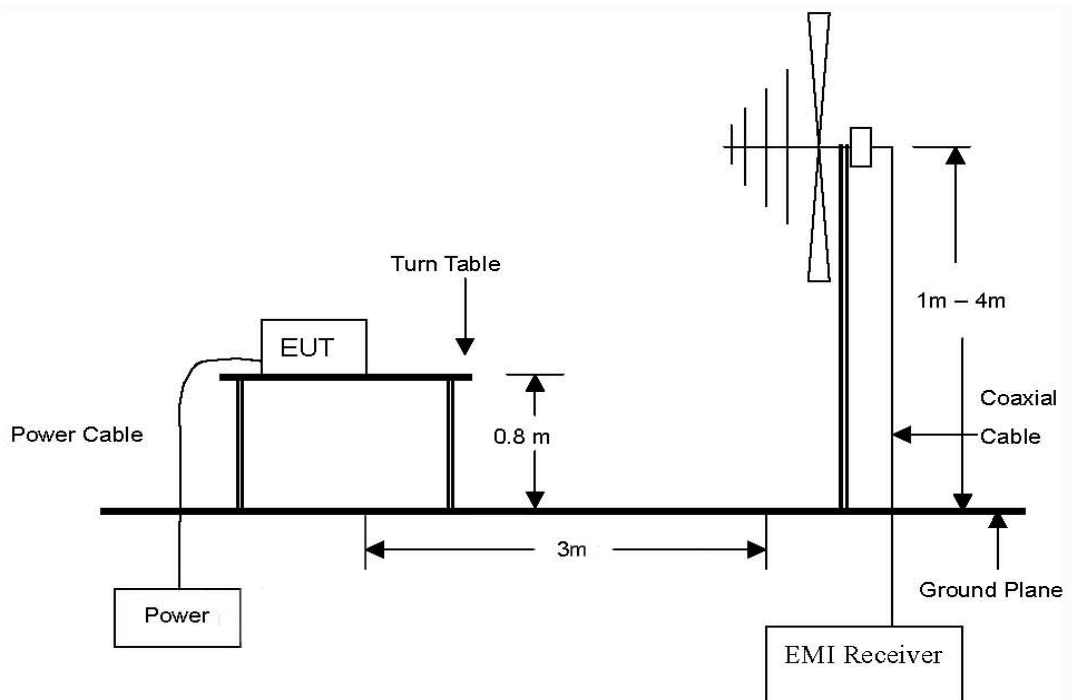 Turn Table
1m – 4m
EUT
Coaxial
Cable
Power Cable
0.8 m
3m
Ground Plane
Power
EMI Receiver